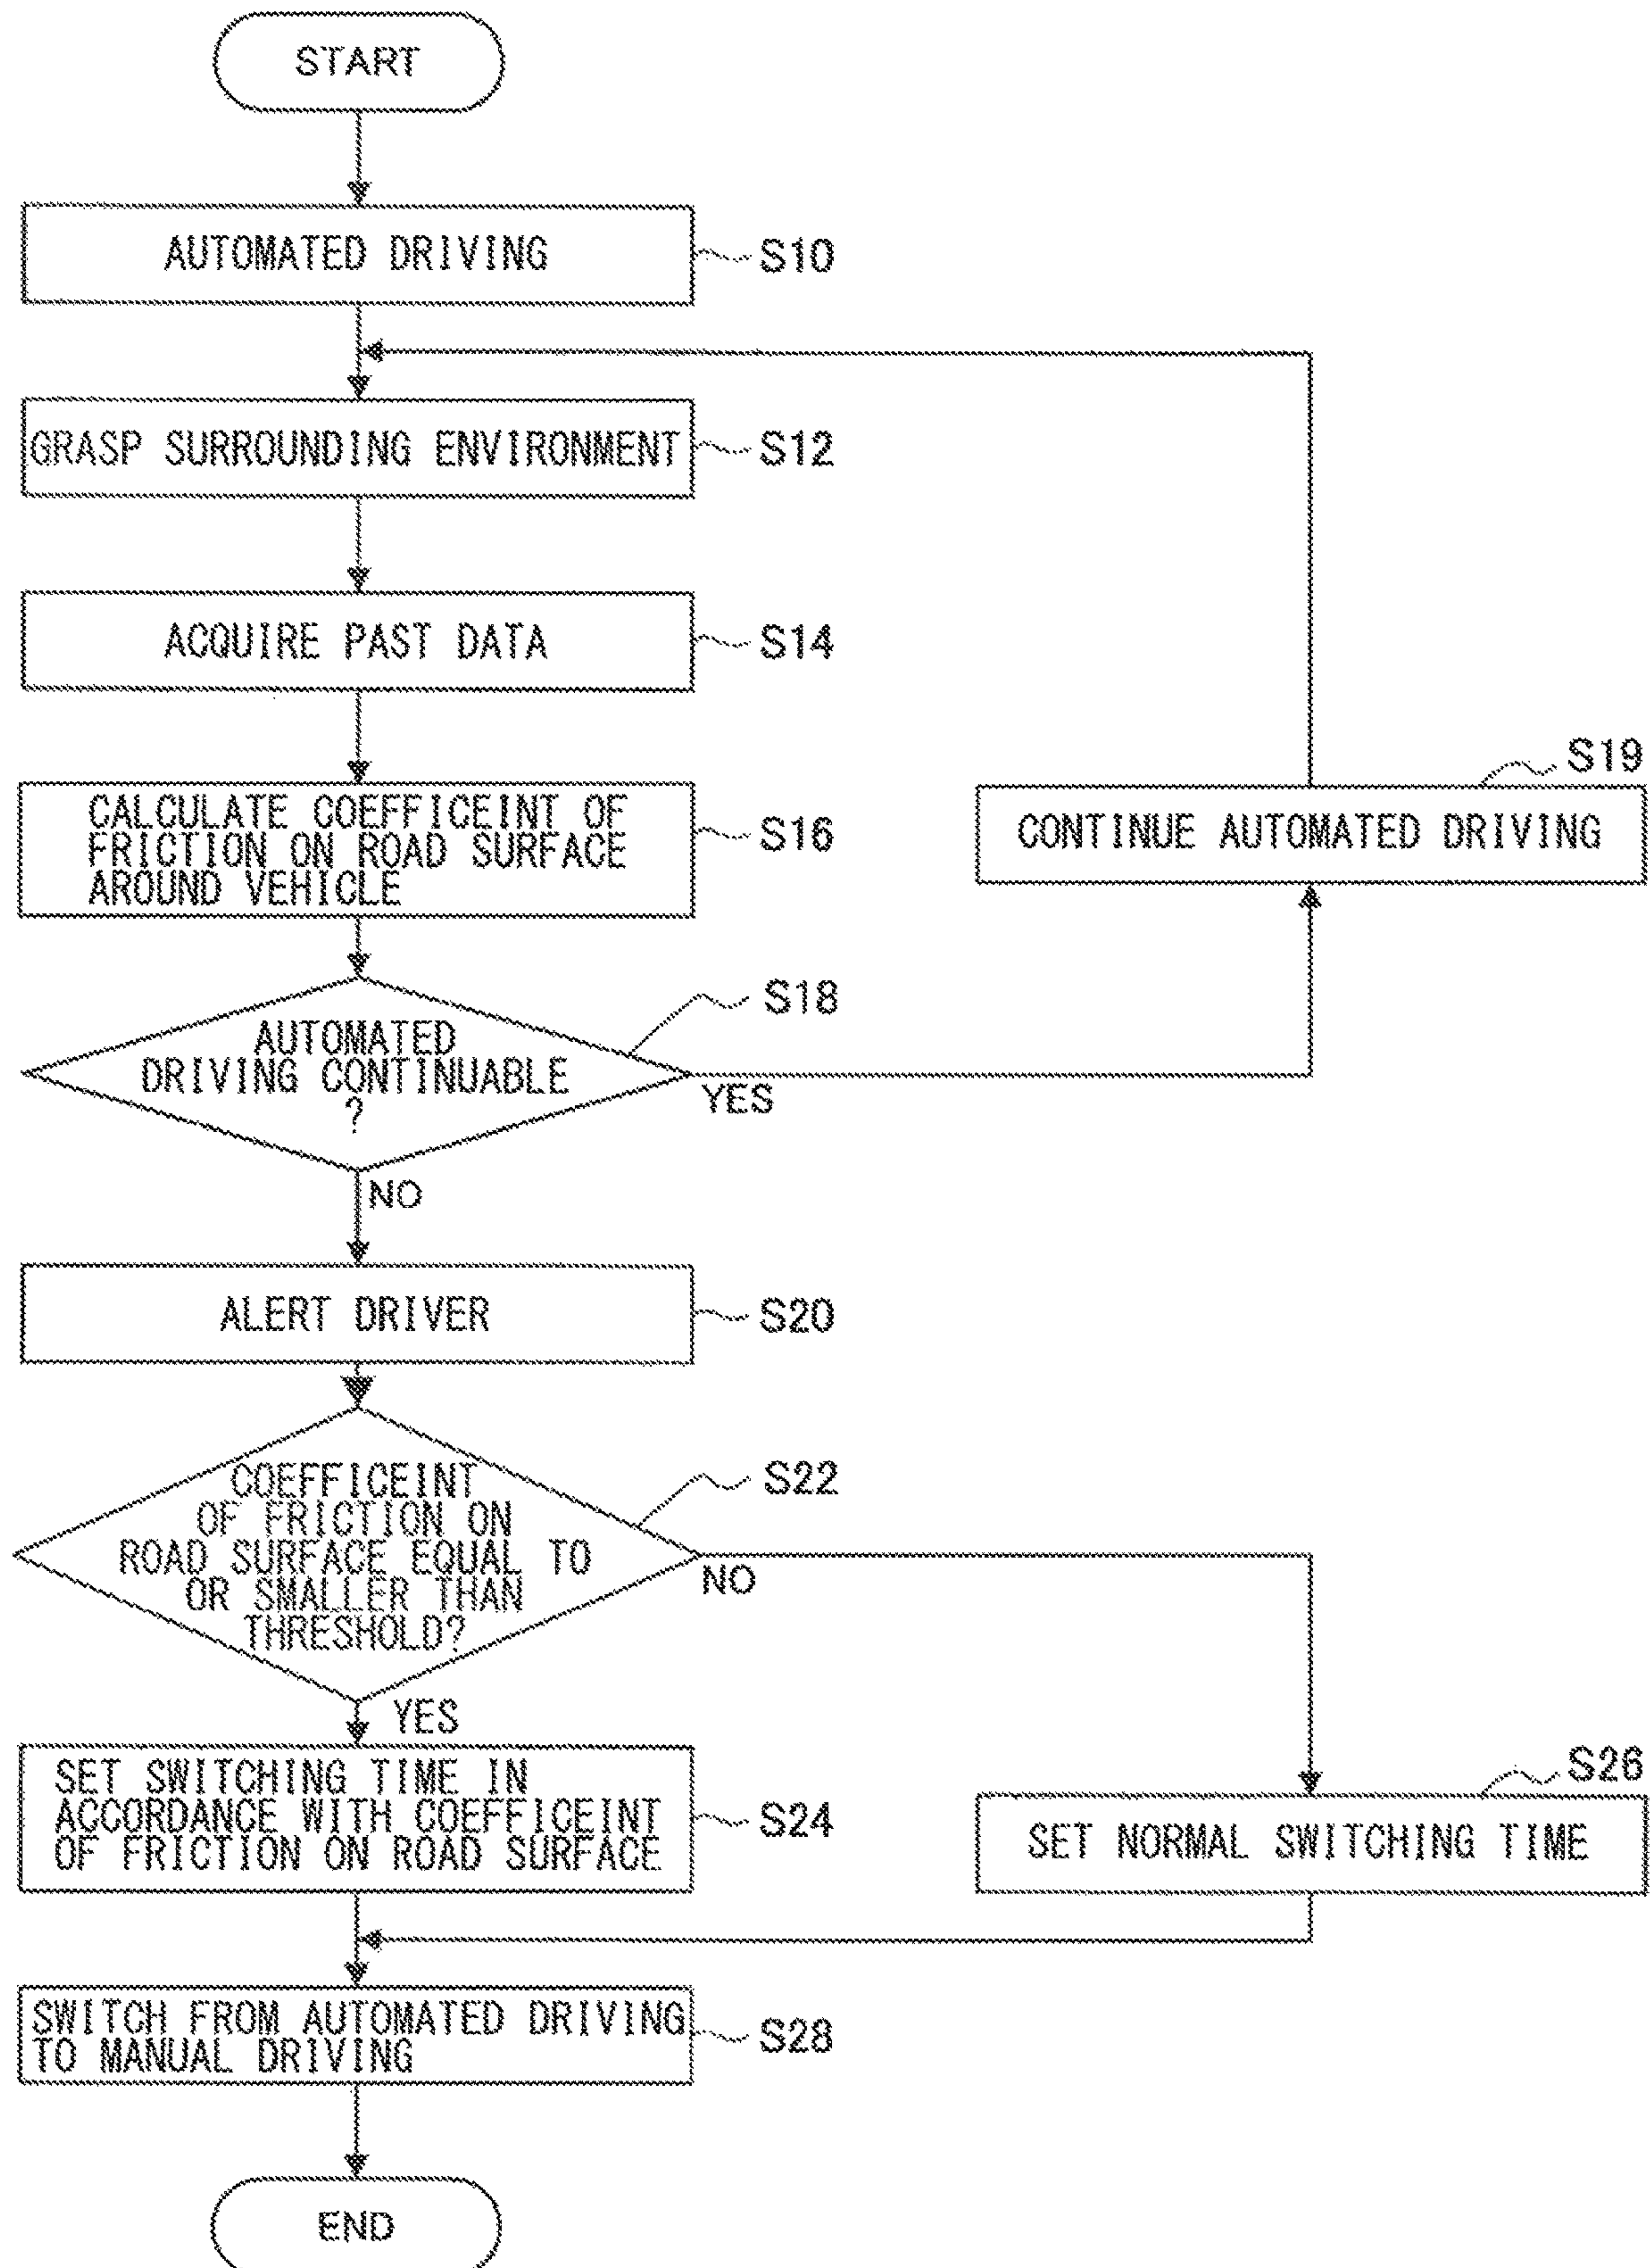 START
AUTOMATED DRIVING
S10
GRASP SURROUNDING ENVIRONMENT
S12
ACQUIRE PAST DATA
S14
CALCULATE COEFFICEINT OF
FRICTION ON ROAD SURFACE
AROUND VEHICLE
S16
S19
CONTINUE AUTOMATED DRIVING
S18
AUTOMATED
DRIVING CONTINUABLE
?
YES
NO
ALERT DRIVER
S20
S22
COEFFICEINT
OF FRICTION ON
ROAD SURFACE EQUAL TO
OR SMALLER THAN
THRESHOLD?
NO
YES
SET SWITCHING TIME IN
ACCORDANCE WITH COEFFICEINT
OF FRICTION ON ROAD SURFACE
S24
S26
SET NORMAL SWITCHING TIME
SWITCH FROM AUTOMATED DRIVING
TO MANUAL DRIVING
S28
END